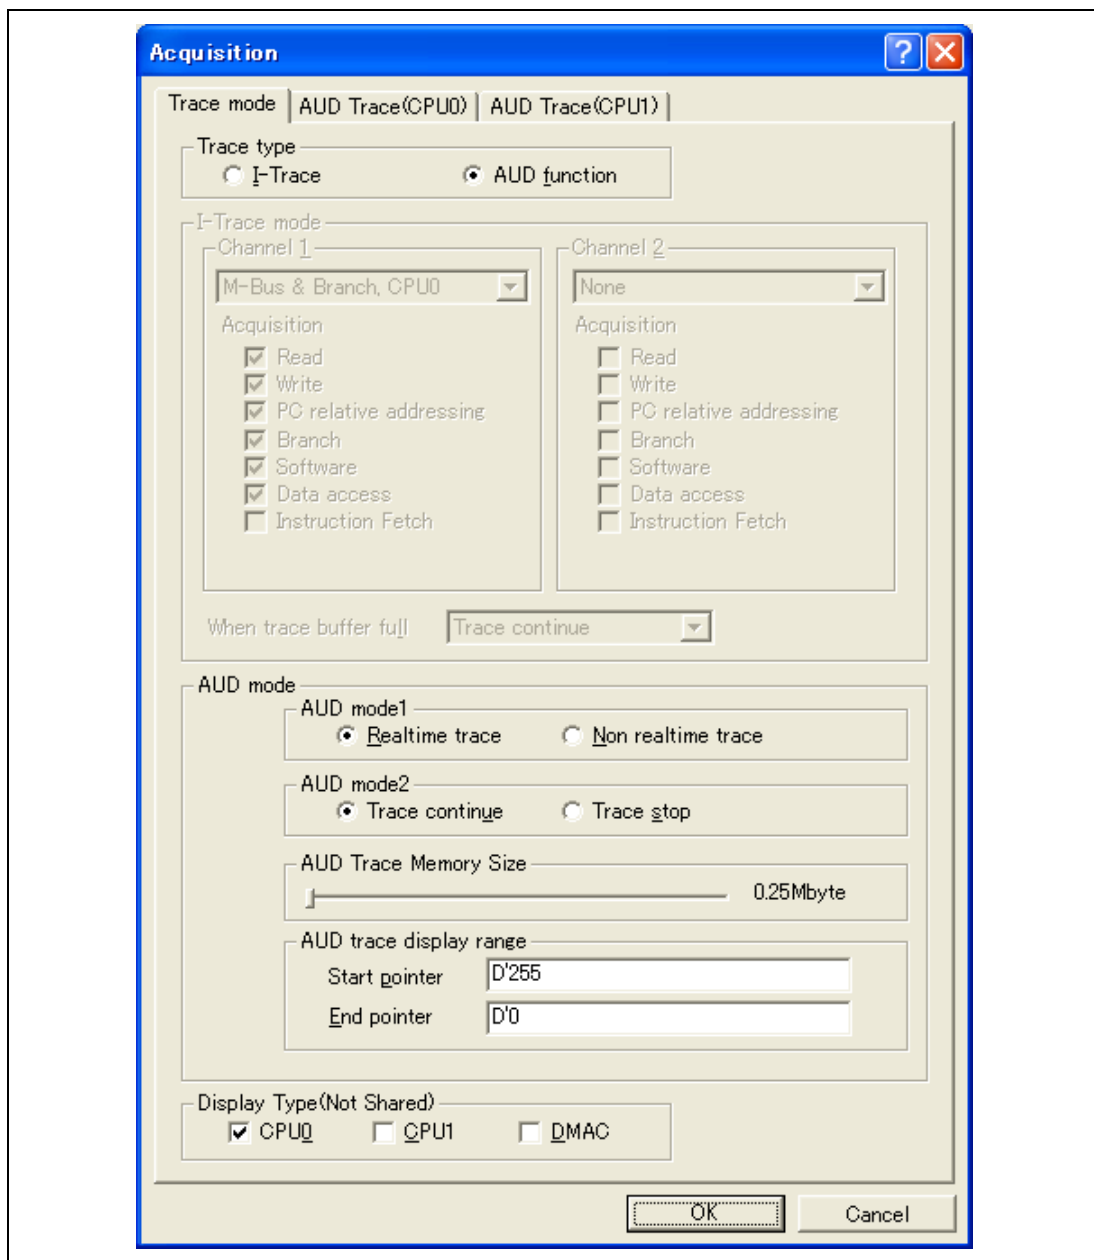 Acquisition
Trace mode AUD Trace(CPU0) AUD Trace(CPU1)
Trace type
I-Trace AUD function
I-Trace mode
Channel 1 Channel 2
M-Bus & Branch, CPU0 None
Acquisition Acquisition
Read Read
Write Write
PC relative addressing PC relative addressing
Branch Branch
Software Software
Data access Data access
Instruction Fetch Instruction Fetch
When trace buffer full Trace continue
AUD mode
AUD mode1
Realtime trace Non realtime trace
AUD mode2
Trace continue Trace stop
AUD Trace Memory Size
0.25Mbyte
AUD trace display range
Start pointer D'255
End pointer D'0
Display Type(Not Shared)
CPU0 CPU1 DMAC
OK Cancel